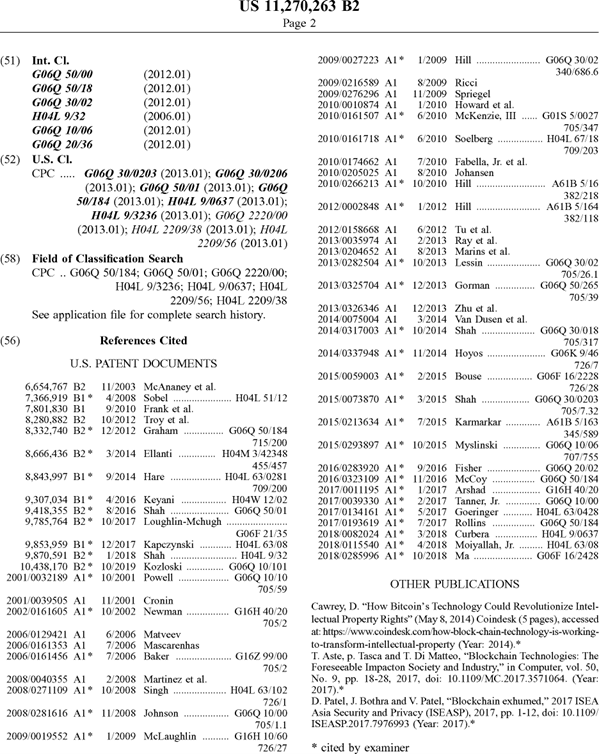 US 11,270,263 B2
Page 2
(51) Int. Cl.
G06Q 50/00 (2012.01)
G06Q 50/18 (2012.01)
G06Q 30/02 (2012.01)
H04L 9/32 (2006.01)
G06Q 10/06 (2012.01)
G06Q 20/36 (2012.01)
(52) U.S. Cl.
CPC ..... G06Q 30/0203 (2013.01); G06Q 30/0206
(2013.01); G06Q 50/01 (2013.01); G06Q
50/184 (2013.01); H04L 9/0637 (2013.01);
H04L 9/3236 (2013.01); G06Q 2220/00
(2013.01); H04L 2209/38 (2013.01); H04L
2209/56 (2013.01)
(58) Field of Classification Search
CPC .. G06Q 50/184; G06Q 50/01; G06Q 2220/00;
H04L 9/3236; H04L 9/0637; H04L
2209/56; H04L 2209/38
See application file for complete search history.
(56) References Cited
U.S. PATENT DOCUMENTS
6,654,767 B2 11/2003 McAnaney et al.
7,366,919 B1 * 4/2008 Sobel ....................... H04L 51/12
7,801,830 B1 9/2010 Frank et al.
8,280,882 B2 10/2012 Troy et al.
8,332,740 B2 * 12/2012 Graham ................ G06Q 50/184
715/200
8,666,436 B2 * 3/2014 Ellanti ................ H04M 3/42348
455/457
8,843,997 B1 * 9/2014 Hare .................... H04L 63/0281
709/200
9,307,034 B1 * 4/2016 Keyani ................. H04W 12/02
9,418,355 B2 * 8/2016 Shah ..................... G06Q 50/01
9,785,764 B2 * 10/2017 Loughlin-Mchugh ........................
G06F 21/35
9,853,959 B1 * 12/2017 Kapczynski ............ H04L 63/08
9,870,591 B2 * 1/2018 Shah ........................ H04L 9/32
10,438,170 B2 * 10/2019 Kozloski .............. G06Q 10/101
2001/0032189 A1 * 10/2001 Powell .................. G06Q 10/10
705/59
2001/0039505 A1 11/2001 Cronin
2002/0161605 A1 * 10/2002 Newman ................ G16H 40/20
705/2
2006/0129421 A1 6/2006 Matveev
2006/0161353 A1 7/2006 Mascarenhas
2006/0161456 A1 * 7/2006 Baker .................... G16Z 99/00
705/2
2008/0040355 A1 2/2008 Martinez et al.
2008/0271109 A1 * 10/2008 Singh .................... H04L 63/102
726/1
2008/0281616 A1 * 11/2008 Johnson ................ G06Q 10/00
705/1.1
2009/0019552 A1 * 1/2009 McLaughlin .......... G16H 10/60
726/27
2009/0027223 A1 * 1/2009 Hill ........................ G06Q 30/02
340/686.6
2009/0216589 A1 8/2009 Ricci
2009/0276296 A1 11/2009 Spriegel
2010/0010874 A1 1/2010 Howard et al.
2010/0161507 A1 * 6/2010 McKenzie, III ...... G01S 5/0027
705/347
2010/0161718 A1 * 6/2010 Soelberg ................. H04L 67/18
709/203
2010/0174662 A1 7/2010 Fabella, Jr. et al.
2010/0205025 A1 8/2010 Johansen
2010/0266213 A1 * 10/2010 Hill .......................... A61B 5/16
382/218
2012/0002848 A1 * 1/2012 Hill ........................ A61B 5/164
382/118
2012/0158668 A1 6/2012 Tu et al.
2013/0035974 A1 2/2013 Ray et al.
2013/0204652 A1 8/2013 Marins et al.
2013/0282504 A1 * 10/2013 Lessin ................... G06Q 30/02
705/26.1
2013/0325704 A1 * 12/2013 Gorman ............... G06Q 50/265
705/39
2013/0326346 A1 12/2013 Zhu et al.
2014/0075004 A1 3/2014 Van Dusen et al.
2014/0317003 A1 * 10/2014 Shah .................... G06Q 30/018
705/317
2014/0337948 A1 * 11/2014 Hoyos ..................... G06K 9/46
726/7
2015/0059003 A1 * 2/2015 Bouse ................. G06F 16/2228
726/28
2015/0073870 A1 * 3/2015 Shah ................... G06Q 30/0203
705/7.32
2015/0213634 A1 * 7/2015 Karmarkar ............. A61B 5/163
345/589
2015/0293897 A1 * 10/2015 Myslinski .............. G06Q 10/06
707/755
2016/0283920 A1 * 9/2016 Fisher ................... G06Q 20/02
2016/0323109 A1 * 11/2016 McCoy ................ G06Q 50/184
2017/0011195 A1 * 1/2017 Arshad .................. G16H 40/20
2017/0039330 A1 * 2/2017 Tanner, Jr. ............. G06Q 10/00
2017/0134161 A1 * 5/2017 Goeringer ............. H04L 63/0428
2017/0193619 A1 * 7/2017 Rollins ................. G06Q 50/184
2018/0082024 A1 * 3/2018 Curbera ................ H04L 9/0637
2018/0115540 A1 * 4/2018 Moiyallah, Jr. ........ H04L 63/08
2018/0285996 A1 * 10/2018 Ma ...................... G06F 16/2428
OTHER PUBLICATIONS
Cawrey, D. “How Bitcoin's Technology Could Revolutionize Intel-
lectual Property Rights” (May 8, 2014) Coindesk (5 pages), accessed
at: https://www.coindesk.com/how-block-chain-technology-is-working-
to-transform-intellectual-property (Year: 2014).*
T. Aste, p. Tasca and T. Di Matteo, “Blockchain Technologies: The
Foreseeable Impacton Society and Industry,” in Computer, vol. 50,
No. 9, pp. 18-28, 2017, doi: 10.1109/MC.2017.3571064. (Year:
2017).*
D. Patel, J. Bothra and V. Patel, “Blockchain exhumed,” 2017 ISEA
Asia Security and Privacy (ISEASP), 2017, pp. 1-12, doi: 10.1109/
ISEASP.2017.7976993 (Year: 2017).*
* cited by examiner